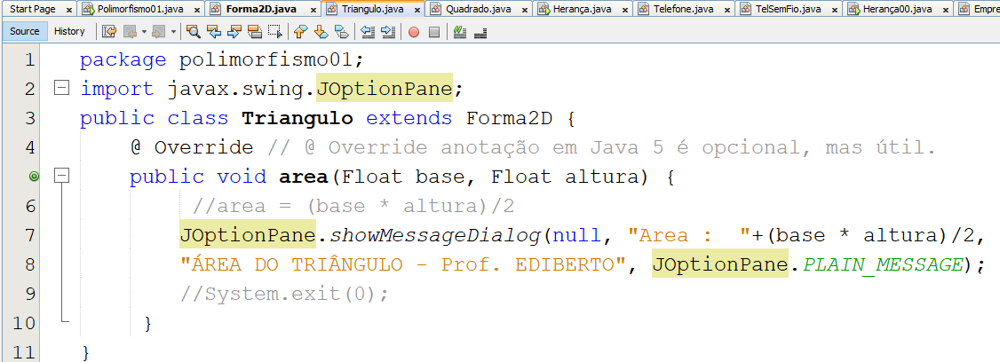 Start Page Polimorfismo01.java Forma2D.java Triangulo.java Quadrado.java Herança.java Telefone.java TelSemFio.java Herança00.java Empre
Source History
1 package polimorfismo01;
2 import javax.swing.JOptionPane;
3 public class Triangulo extends Forma2D {
4 @ Override // @ Override anotação em Java 5 é opcional, mas útil.
public void area(Float base, Float altura) {
6 //area = (base * altura)/2
7 JOptionPane.showMessageDialog(null, "Area :  "+(base * altura)/2,
8 "ÁREA DO TRIÂNGULO - Prof. EDIBERTO", JOptionPane.PLAIN_MESSAGE);
9 //System.exit(0);
10 }
11 }